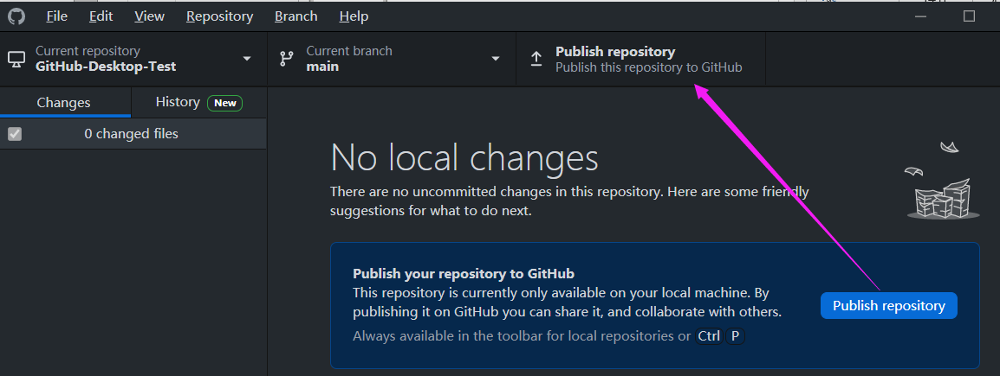 File Edit View Repository Branch Help
Current repository
GitHub-Desktop-Test
Current branch
main
Publish repository
Publish this repository to GitHub
Changes
History New
0 changed files
No local changes
There are no uncommitted changes in this repository. Here are some friendly
suggestions for what to do next.
Publish your repository to GitHub
This repository is currently only available on your local machine. By
publishing it on GitHub you can share it, and collaborate with others.
Always available in the toolbar for local repositories or Ctrl P
Publish repository